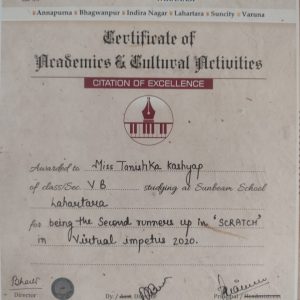 Annapurna • Bhagwanpur • Indira Nagar • Lahartara • Suncity • Varuna
Certificate of
Academics & Cultural Activities
CITATION OF EXCELLENCE
Awarded to Miss Tanushka Kashyap
of class/Sec. V B studying at Sunbeam School
Lahartara
for being the Second runners up in "SCRATCH"
in Virtual impetus 2020.
Director Dy. Principal